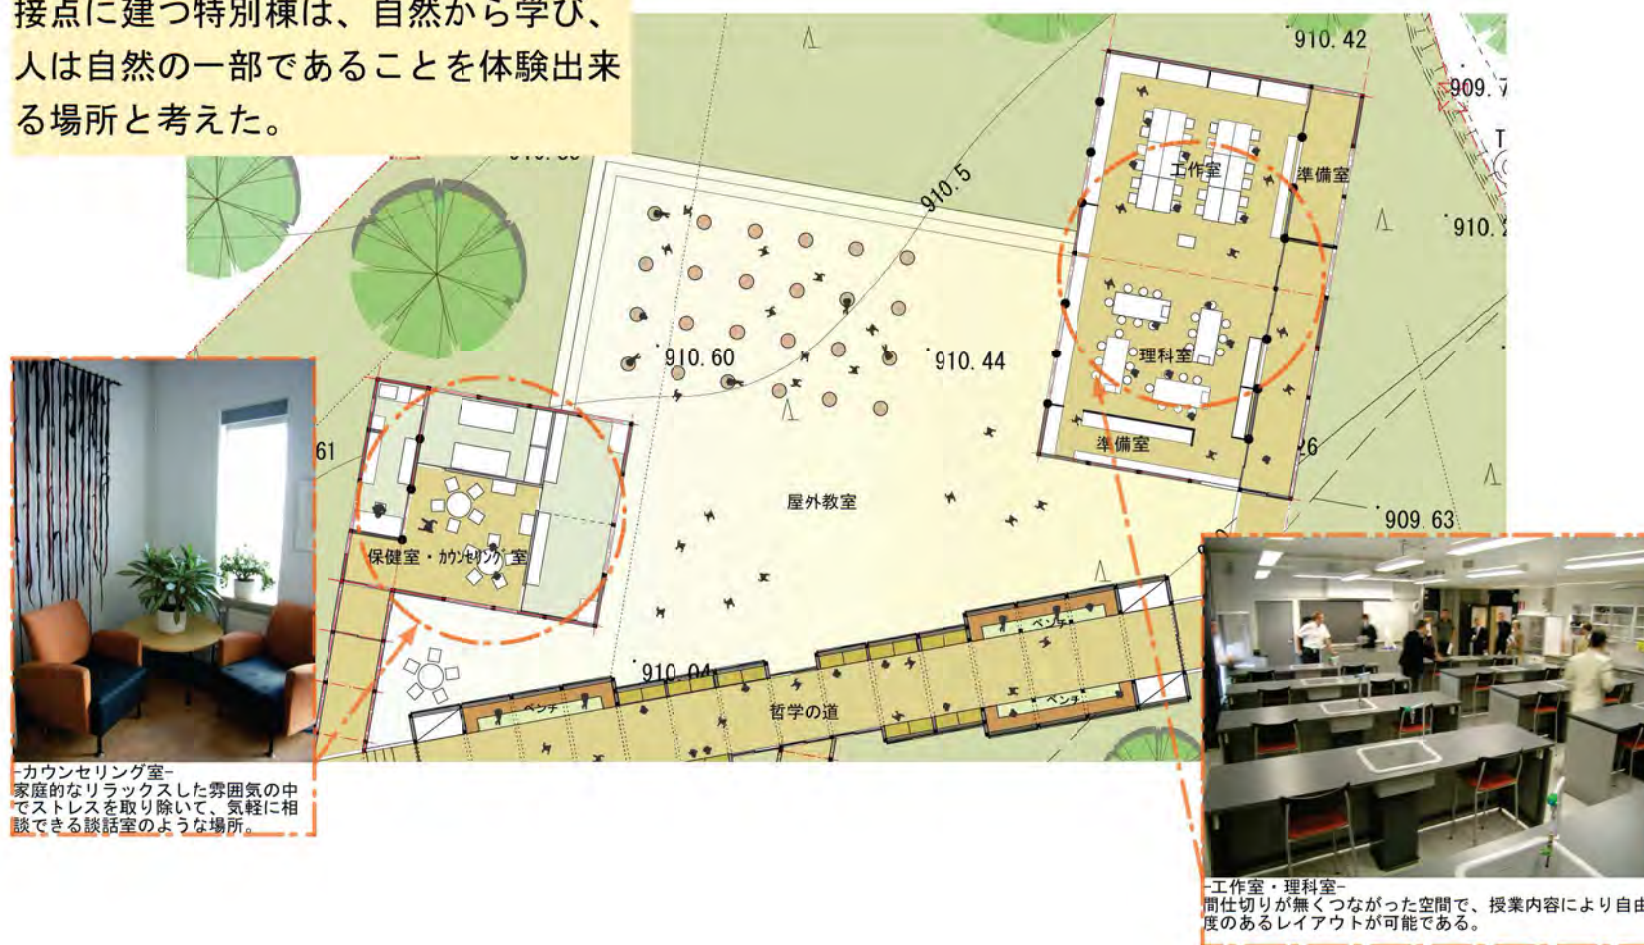 接点に建つ特別棟は、自然から学び、
人は自然の一部であることを体験出来
る場所と考えた。
910.42
工作室
準備室
910.5
910.60
910.44
理科室
準備室
61
26
屋外教室
909.63
保健室・カウンセリング室
910.04
ベンチ
ベンチ
哲学の道
ベンチ
-カウンセリング室-
家庭的なリラックスした雰囲気の中
でストレスを取り除いて、気軽に相
談できる談話室のような場所。
-工作室・理科室-
間仕切りが無くつながった空間で、授業内容により自由
度のあるレイアウトが可能である。